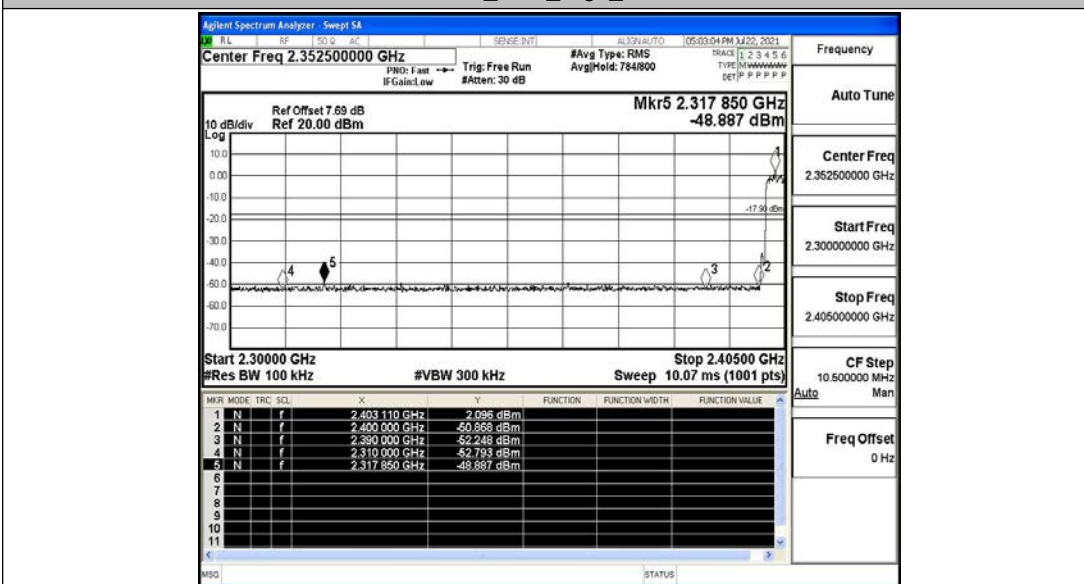 Agilent Spectrum Analyzer - Swept SA
RL RF 50 Ω AC SENSE:INT ALIGN AUTO 05:03:04 PM Jul 22, 2021
Center Freq 2.352500000 GHz
PNO: Fast
IFGain:Low
Trig: Free Run
#Atten: 30 dB
#Avg Type: RMS
Avg|Hold: 784/800
TRACE 1 2 3 4 5 6
TYPE M W W W W W
DET P P P P P P
Ref Offset 7.69 dB
Ref 20.00 dBm
10 dB/div
Log
Mkr5 2.317 850 GHz
-48.887 dBm
10.0
0.00
-10.0
-20.0
-30.0
-40.0
-50.0
-60.0
-70.0
-17.90 dBm
1
2
3
4
5
Start 2.30000 GHz
Stop 2.40500 GHz
#Res BW 100 kHz
#VBW 300 kHz
Sweep 10.07 ms (1001 pts)
MKR MODE TRC SCL X Y FUNCTION FUNCTION WIDTH FUNCTION VALUE
1 N f 2.403 110 GHz 2.096 dBm
2 N f 2.400 000 GHz -50.868 dBm
3 N f 2.390 000 GHz -52.248 dBm
4 N f 2.310 000 GHz -52.793 dBm
5 N f 2.317 850 GHz -48.887 dBm
6
7
8
9
10
11
MSG
STATUS
Frequency
Auto Tune
Center Freq
2.352500000 GHz
Start Freq
2.300000000 GHz
Stop Freq
2.405000000 GHz
CF Step
10.500000 MHz
Auto Man
Freq Offset
0 Hz